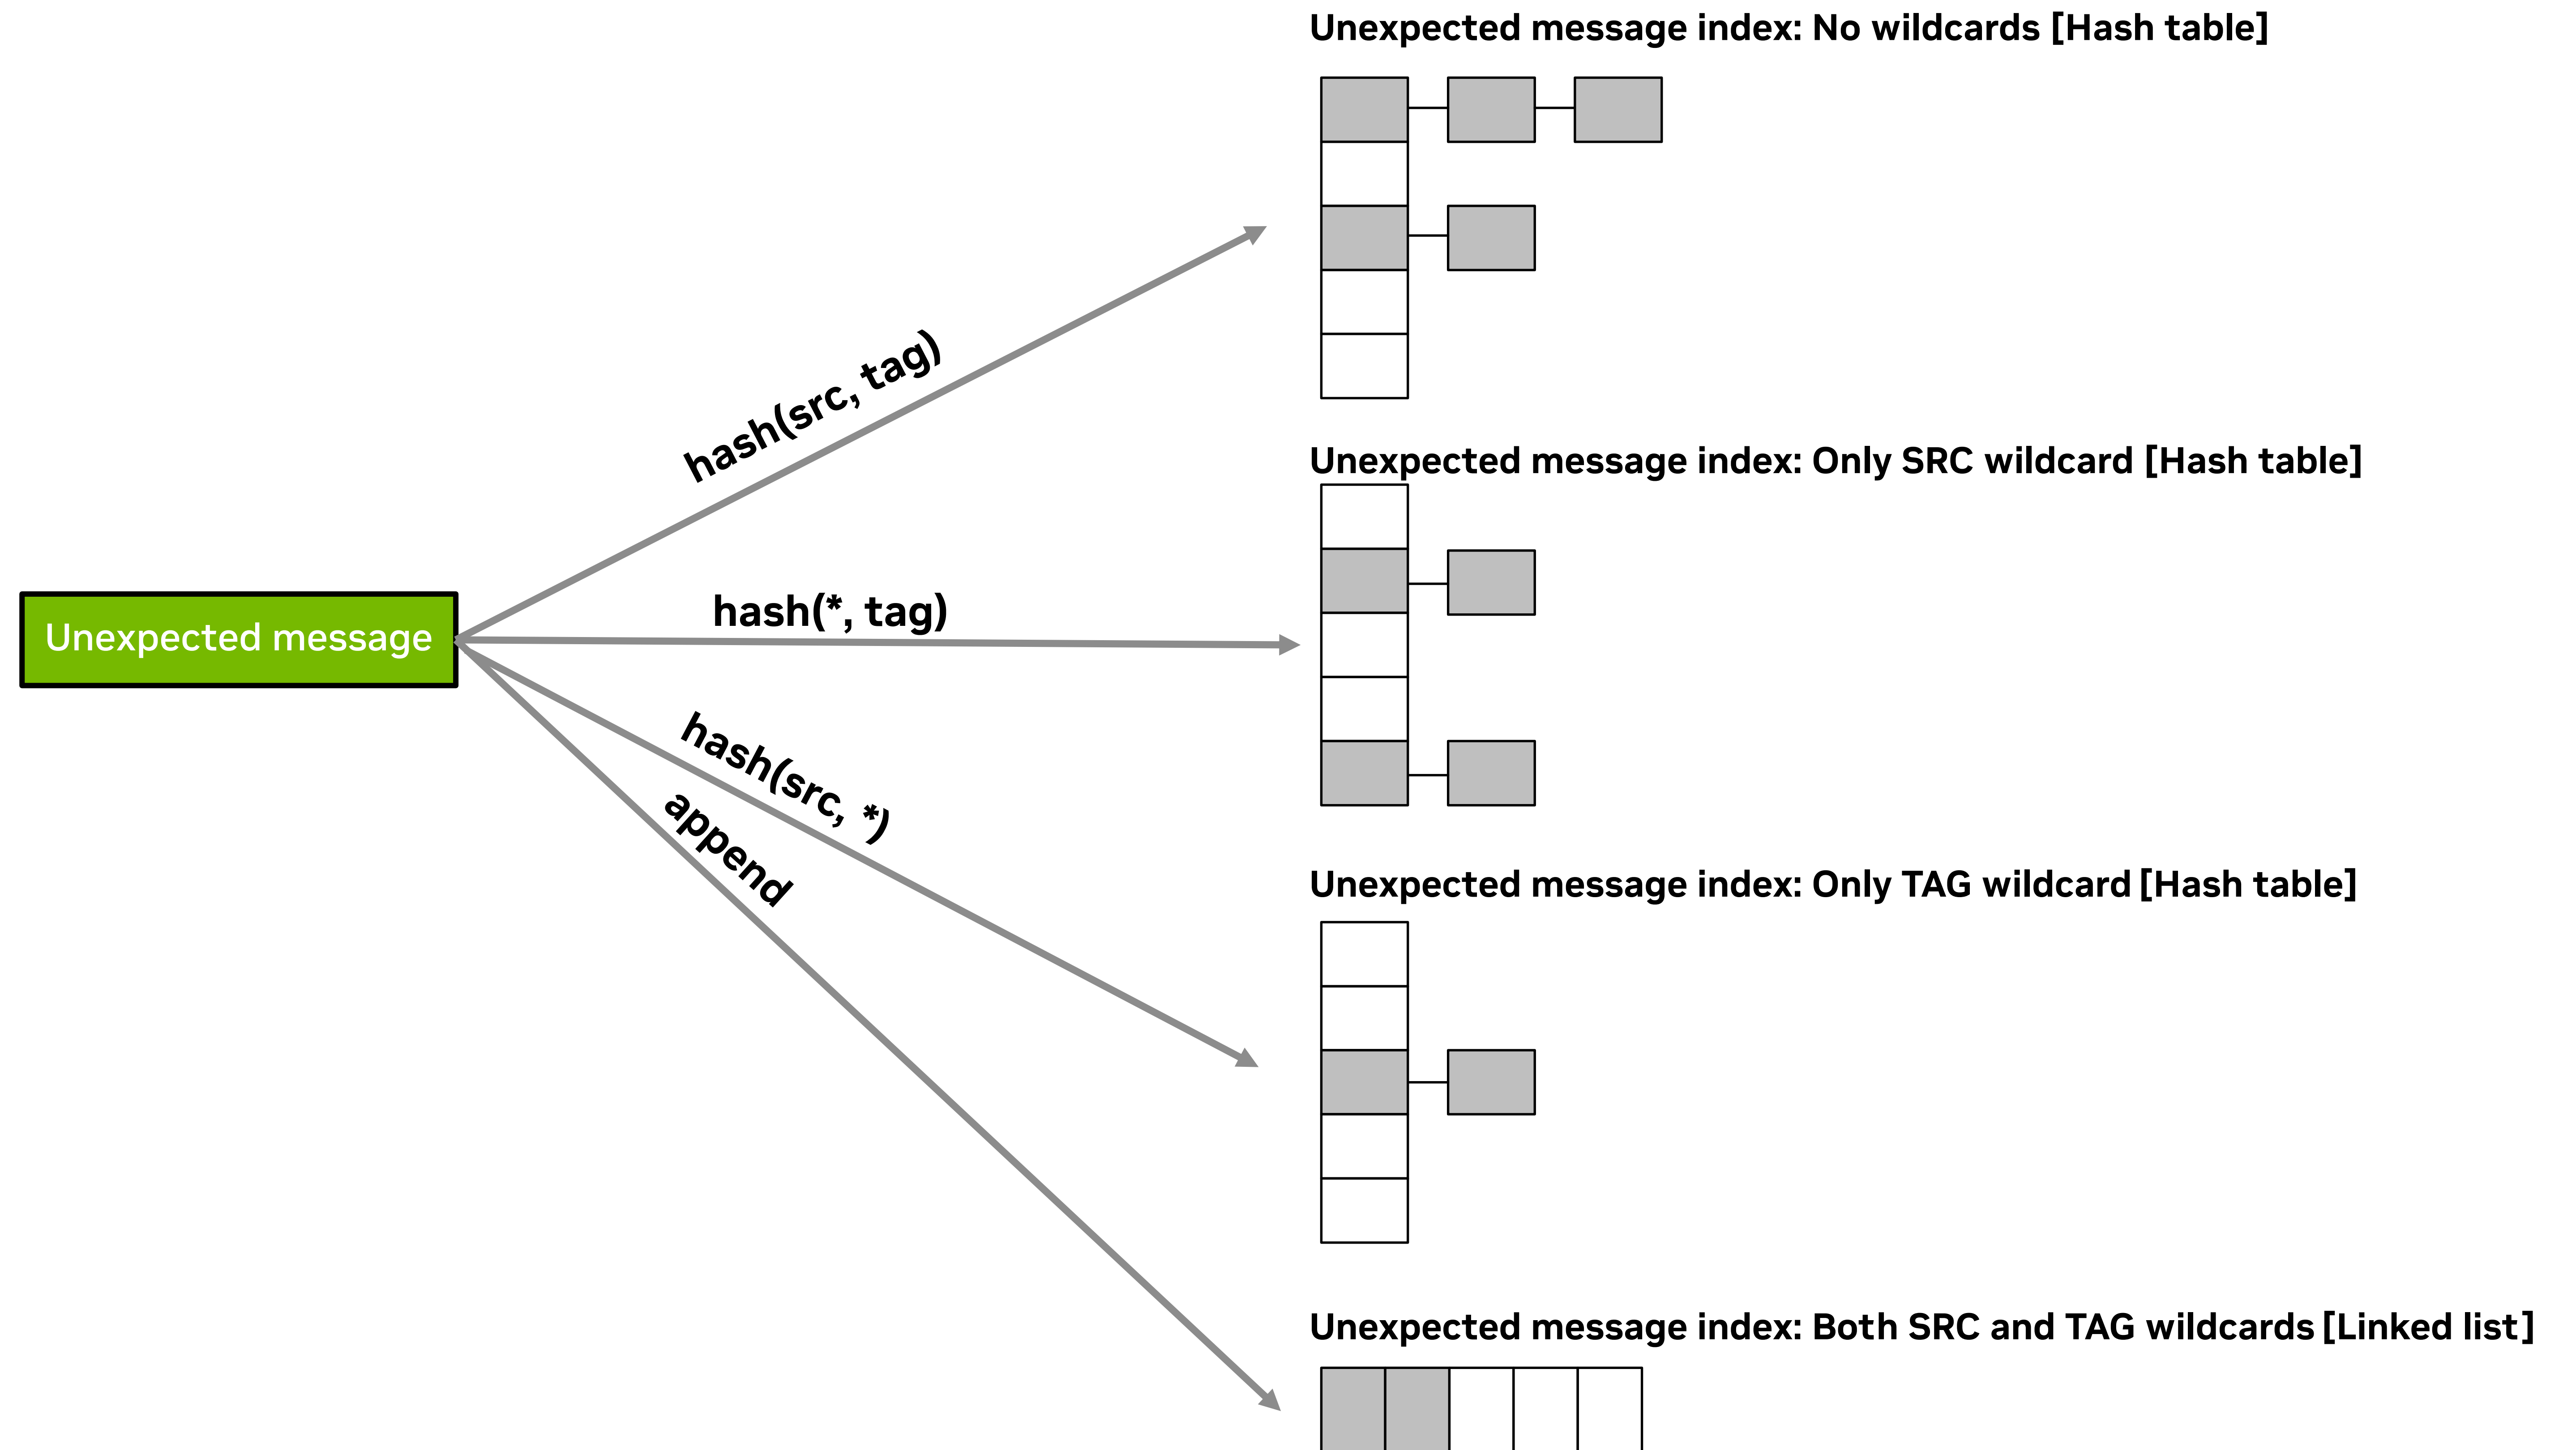 Unexpected message index: No wildcards [Hash table]
hash(src, tag)
Unexpected message index: Only SRC wildcard [Hash table]
Unexpected message
hash(*, tag)
hash(src, *)
append
Unexpected message index: Only TAG wildcard [Hash table]
Unexpected message index: Both SRC and TAG wildcards [Linked list]